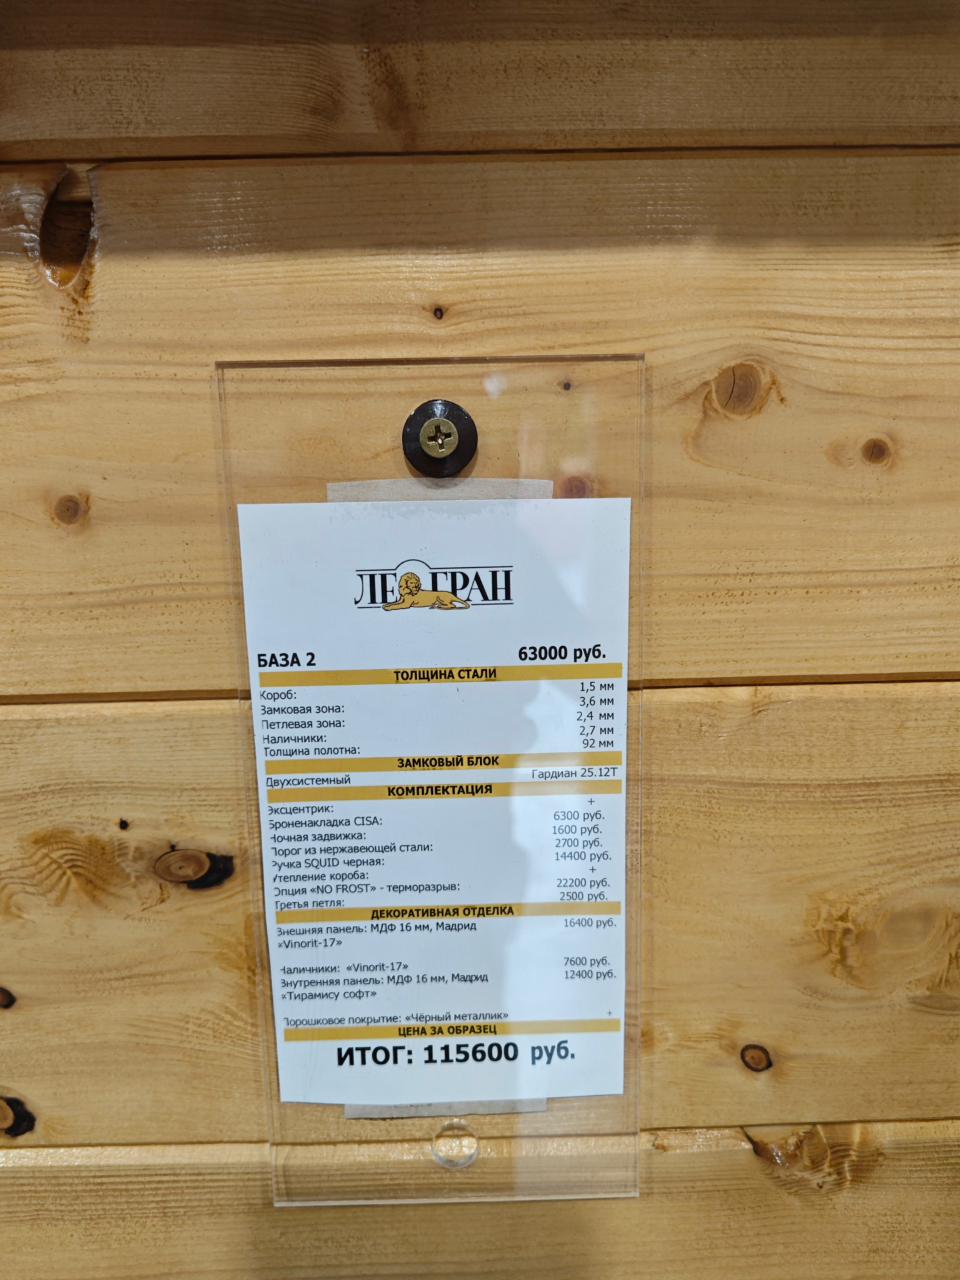 ЛЕГРАН
БАЗА 2 63000 руб.
ТОЛЩИНА СТАЛИ
Короб: 1,5 мм
Замковая зона: 3,6 мм
Петлевая зона: 2,4 мм
Наличники: 2,7 мм
Толщина полотна: 92 мм
ЗАМКОВЫЙ БЛОК
Двухсистемный Гардиан 25.12Т
КОМПЛЕКТАЦИЯ
Эксцентрик: +
Броненакладка CISA: 6300 руб.
Ночная задвижка: 1600 руб.
Порог из нержавеющей стали: 2700 руб.
Ручка SQUID черная: 14400 руб.
Утепление короба: +
Опция «NO FROST» - терморазрыв: 22200 руб.
Третья петля: 2500 руб.
ДЕКОРАТИВНАЯ ОТДЕЛКА
Внешняя панель: МДФ 16 мм, Мадрид 16400 руб.
«Vinorit-17»
Наличники: «Vinorit-17» 7600 руб.
Внутренняя панель: МДФ 16 мм, Мадрид 12400 руб.
«Тирамису софт»
Порошковое покрытие: «Чёрный металлик» +
ЦЕНА ЗА ОБРАЗЕЦ
ИТОГ: 115600 руб.